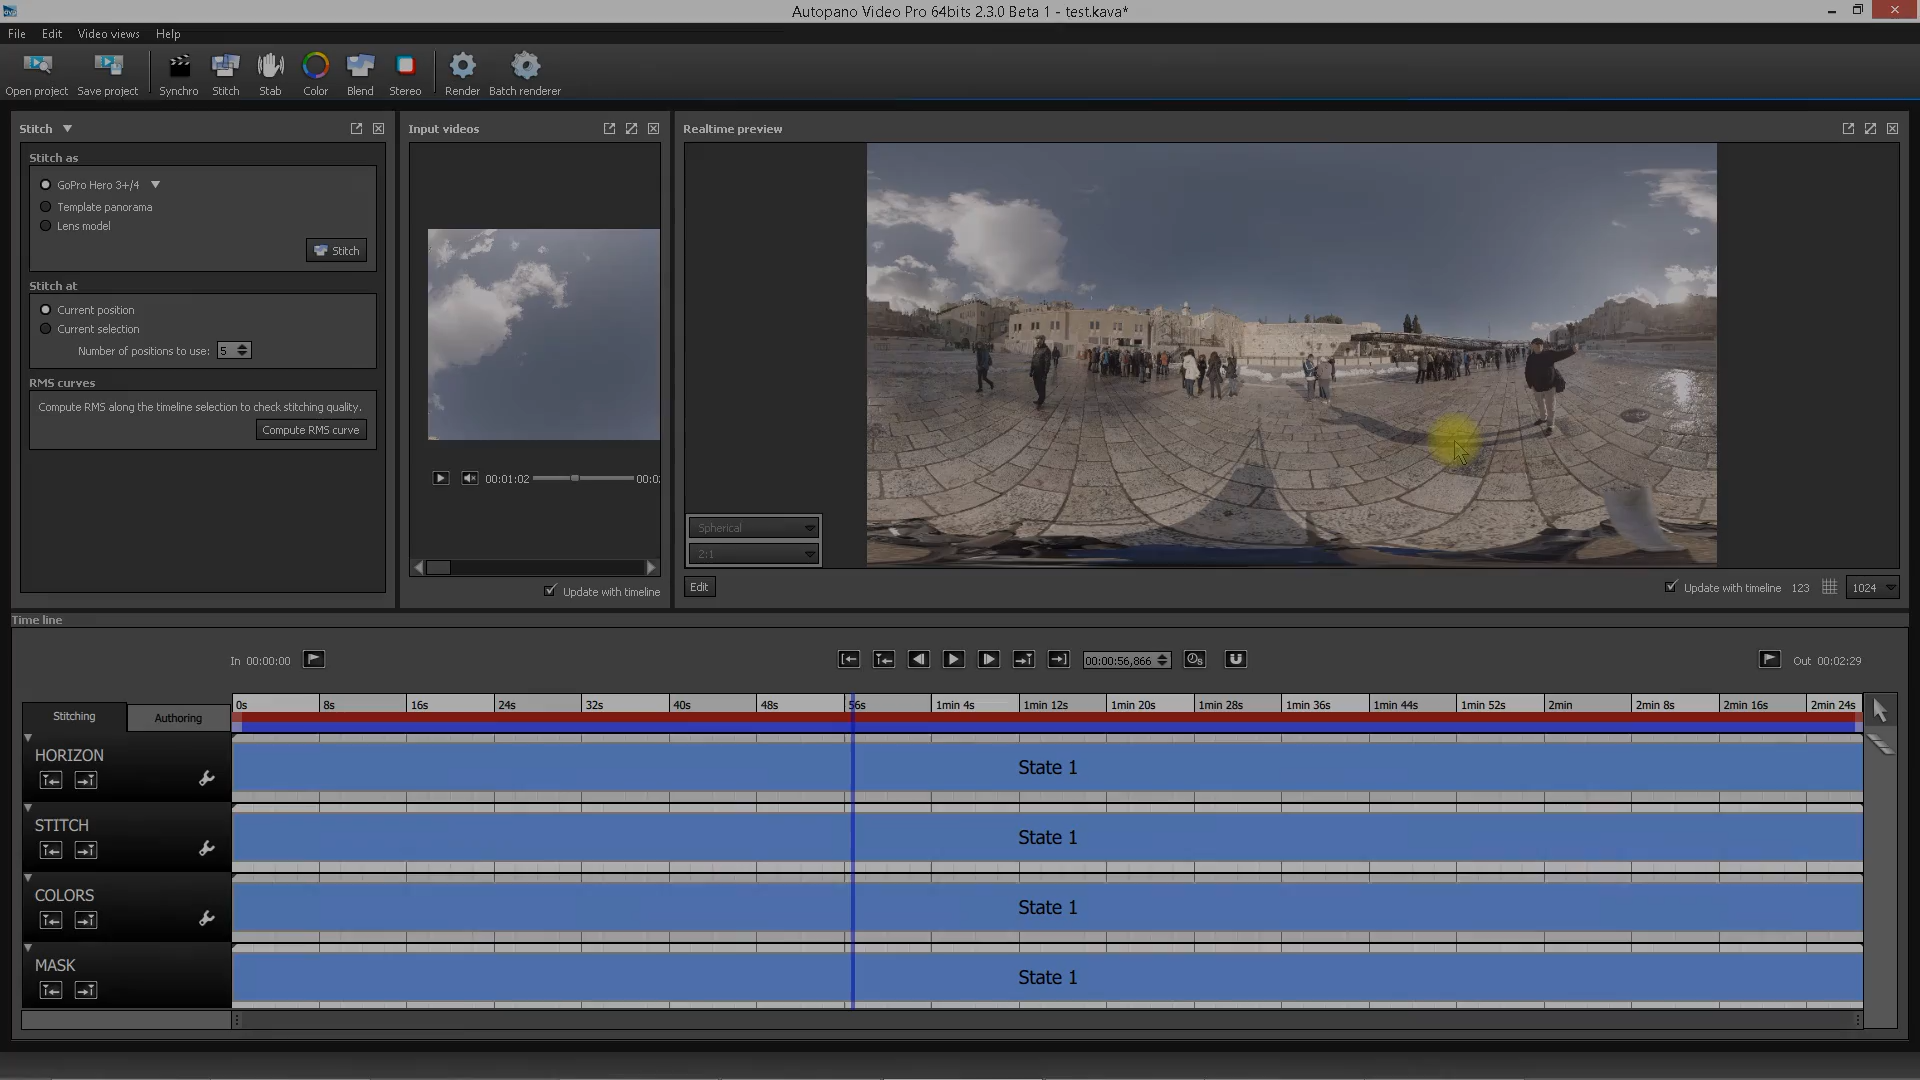 Autopano Video Pro 64bits 2.3.0 Beta 1 - test.kava*
File Edit Video views Help
Open project Save project Synchro Stitch Stab Color Blend Stereo Render Batch renderer
Stitch
Stitch as
GoPro Hero 3+/4
Template panorama
Lens model
Stitch
Stitch at
Current position
Current selection
Number of positions to use: 5
RMS curves
Compute RMS along the timeline selection to check stitching quality.
Compute RMS curve
Input videos
00:01:02
Update with timeline
Realtime preview
Spherical
2:1
Edit
Update with timeline 123 1024
Time line
In 00:00:00 00:00:56,866 Out 00:02:29
Stitching Authoring
0s 8s 16s 24s 32s 40s 48s 56s 1min 4s 1min 12s 1min 20s 1min 28s 1min 36s 1min 44s 1min 52s 2min 2min 8s 2min 16s 2min 24s
HORIZON
State 1
STITCH
State 1
COLORS
State 1
MASK
State 1